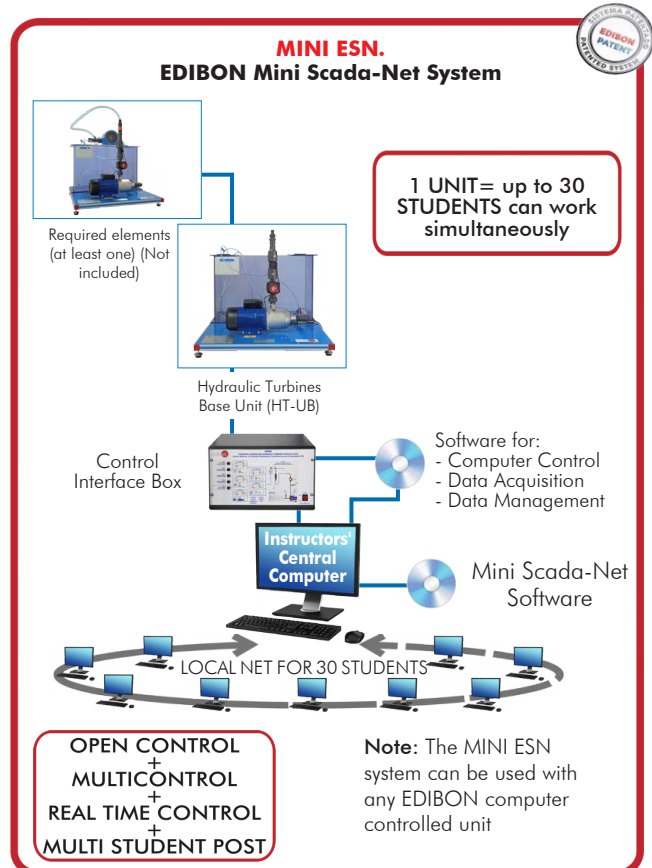 SISTEMA PATENTADO
EDIBON
PATENT
PATENTED SYSTEM
MINI ESN.
EDIBON Mini Scada-Net System
1 UNIT= up to 30
STUDENTS can work
simultaneously
Required elements
(at least one) (Not
included)
Hydraulic Turbines
Base Unit (HT-UB)
Control
Interface Box
Software for:
- Computer Control
- Data Acquisition
- Data Management
Instructors'
Central
Computer
Mini Scada-Net
Software
LOCAL NET FOR 30 STUDENTS
OPEN CONTROL
+
MULTICONTROL
+
REAL TIME CONTROL
+
MULTI STUDENT POST
Note: The MINI ESN
system can be used with
any EDIBON computer
controlled unit